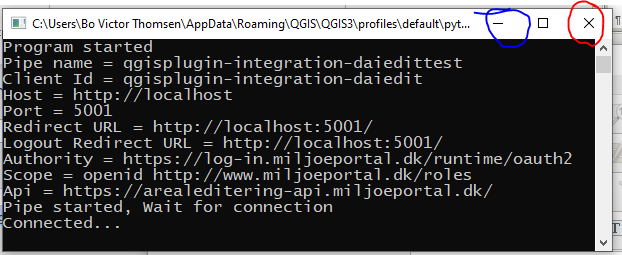 C:\Users\Bo Victor Thomsen\AppData\Roaming\QGIS\QGIS3\profiles\default\pyt...
Program started
Pipe name = qgisplugin-integration-daiedittest
Client Id = qgisplugin-integration-daiedit
Host = http://localhost
Port = 5001
Redirect URL = http://localhost:5001/
Logout Redirect URL = http://localhost:5001/
Authority = https://log-in.miljoeportal.dk/runtime/oauth2
Scope = openid http://www.miljoeportal.dk/roles
Api = https://arealeditering-api.miljoeportal.dk/
Pipe started, Wait for connection
Connected...